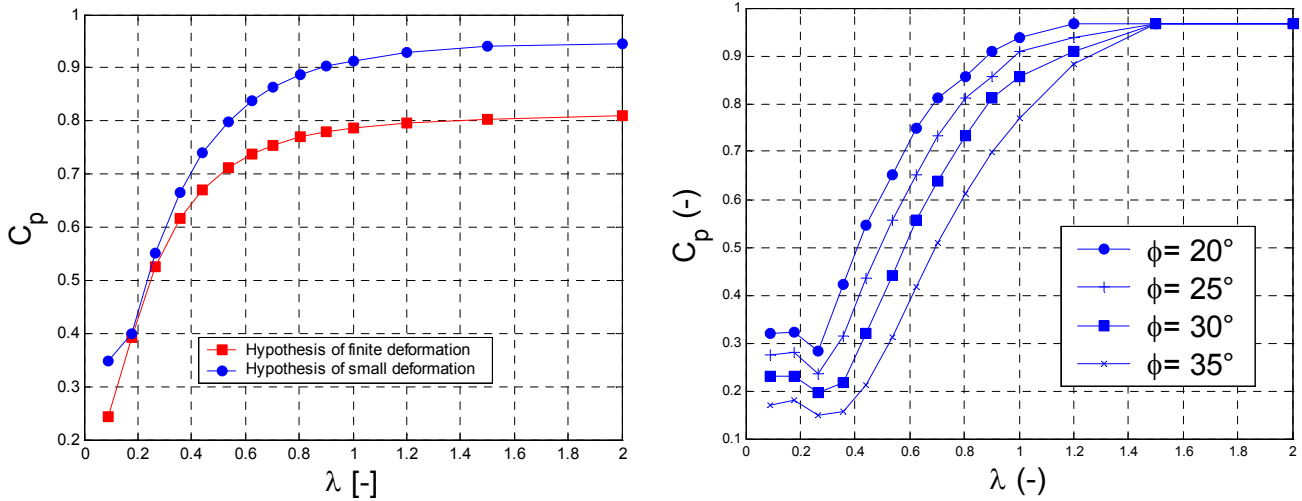 1
0.9
0.8
0.7
0.6
0.5
0.4
0.3
0.2
C_p
Hypothesis of finite deformation
Hypothesis of small deformation
0 0.2 0.4 0.6 0.8 1 1.2 1.4 1.6 1.8 2
λ [-]
1
0.9
0.8
0.7
0.6
0.5
0.4
0.3
0.2
0.1
C_p (-)
ϕ= 20°
ϕ= 25°
ϕ= 30°
ϕ= 35°
0 0.2 0.4 0.6 0.8 1 1.2 1.4 1.6 1.8 2
λ (-)